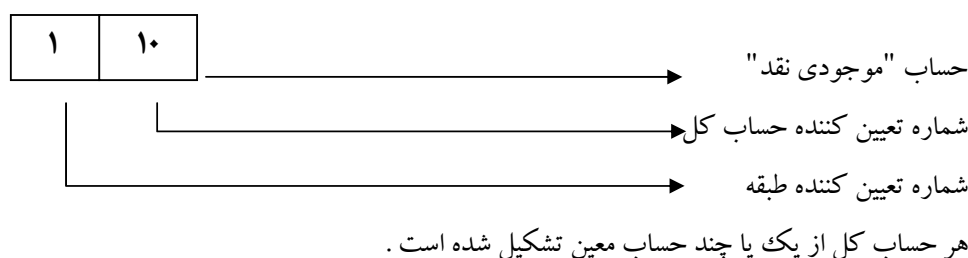 ۱ ۱۰
حساب "موجودی نقد"
شماره تعیین کننده حساب کل
شماره تعیین کننده طبقه
هر حساب کل از یک یا چند حساب معین تشکیل شده است .